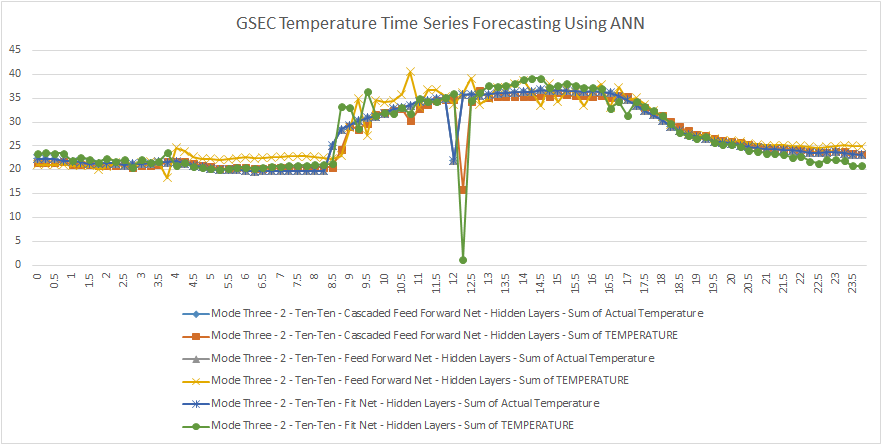 GSEC Temperature Time Series Forecasting Using ANN
45
40
35
30
25
20
15
10
5
0
0 0.5 1 1.5 2 2.5 3 3.5 4 4.5 5 5.5 6 6.5 7 7.5 8 8.5 9 9.5 10 10.5 11 11.5 12 12.5 13 13.5 14 14.5 15 15.5 16 16.5 17 17.5 18 18.5 19 19.5 20 20.5 21 21.5 22 22.5 23 23.5
Mode Three - 2 - Ten-Ten - Cascaded Feed Forward Net - Hidden Layers - Sum of Actual Temperature
Mode Three - 2 - Ten-Ten - Cascaded Feed Forward Net - Hidden Layers - Sum of TEMPERATURE
Mode Three - 2 - Ten-Ten - Feed Forward Net - Hidden Layers - Sum of Actual Temperature
Mode Three - 2 - Ten-Ten - Feed Forward Net - Hidden Layers - Sum of TEMPERATURE
Mode Three - 2 - Ten-Ten - Fit Net - Hidden Layers - Sum of Actual Temperature
Mode Three - 2 - Ten-Ten - Fit Net - Hidden Layers - Sum of TEMPERATURE